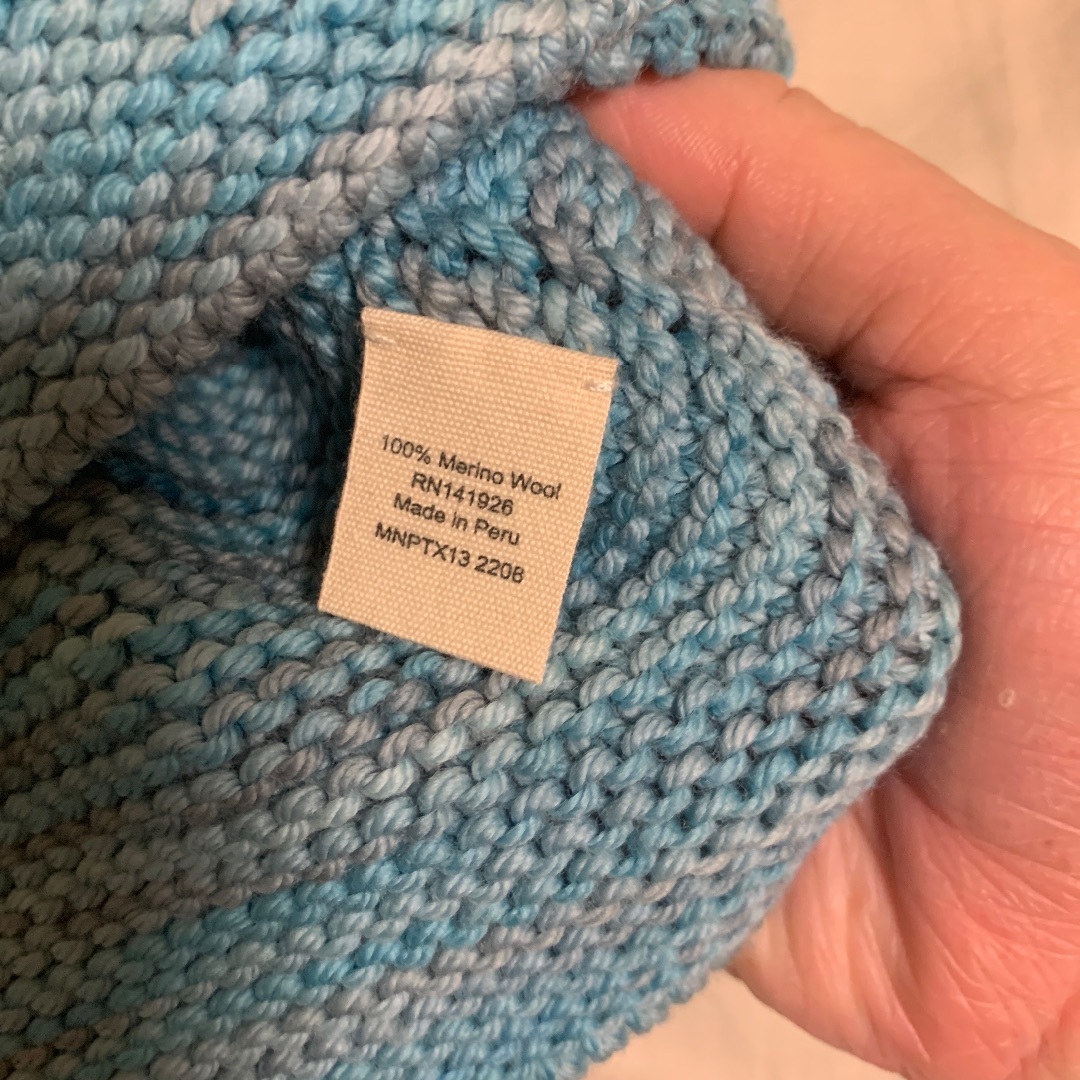 100% Merino Wool
RN141926
Made in Peru
MNPTX13 2208